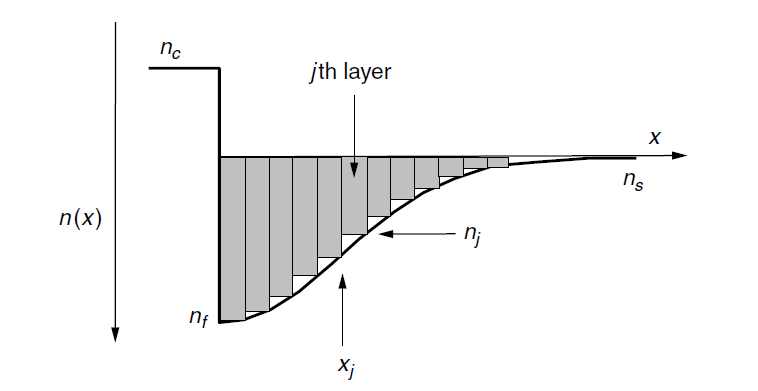 n_c
jth layer
x
n_s
n(x)
n_j
n_f
x_j